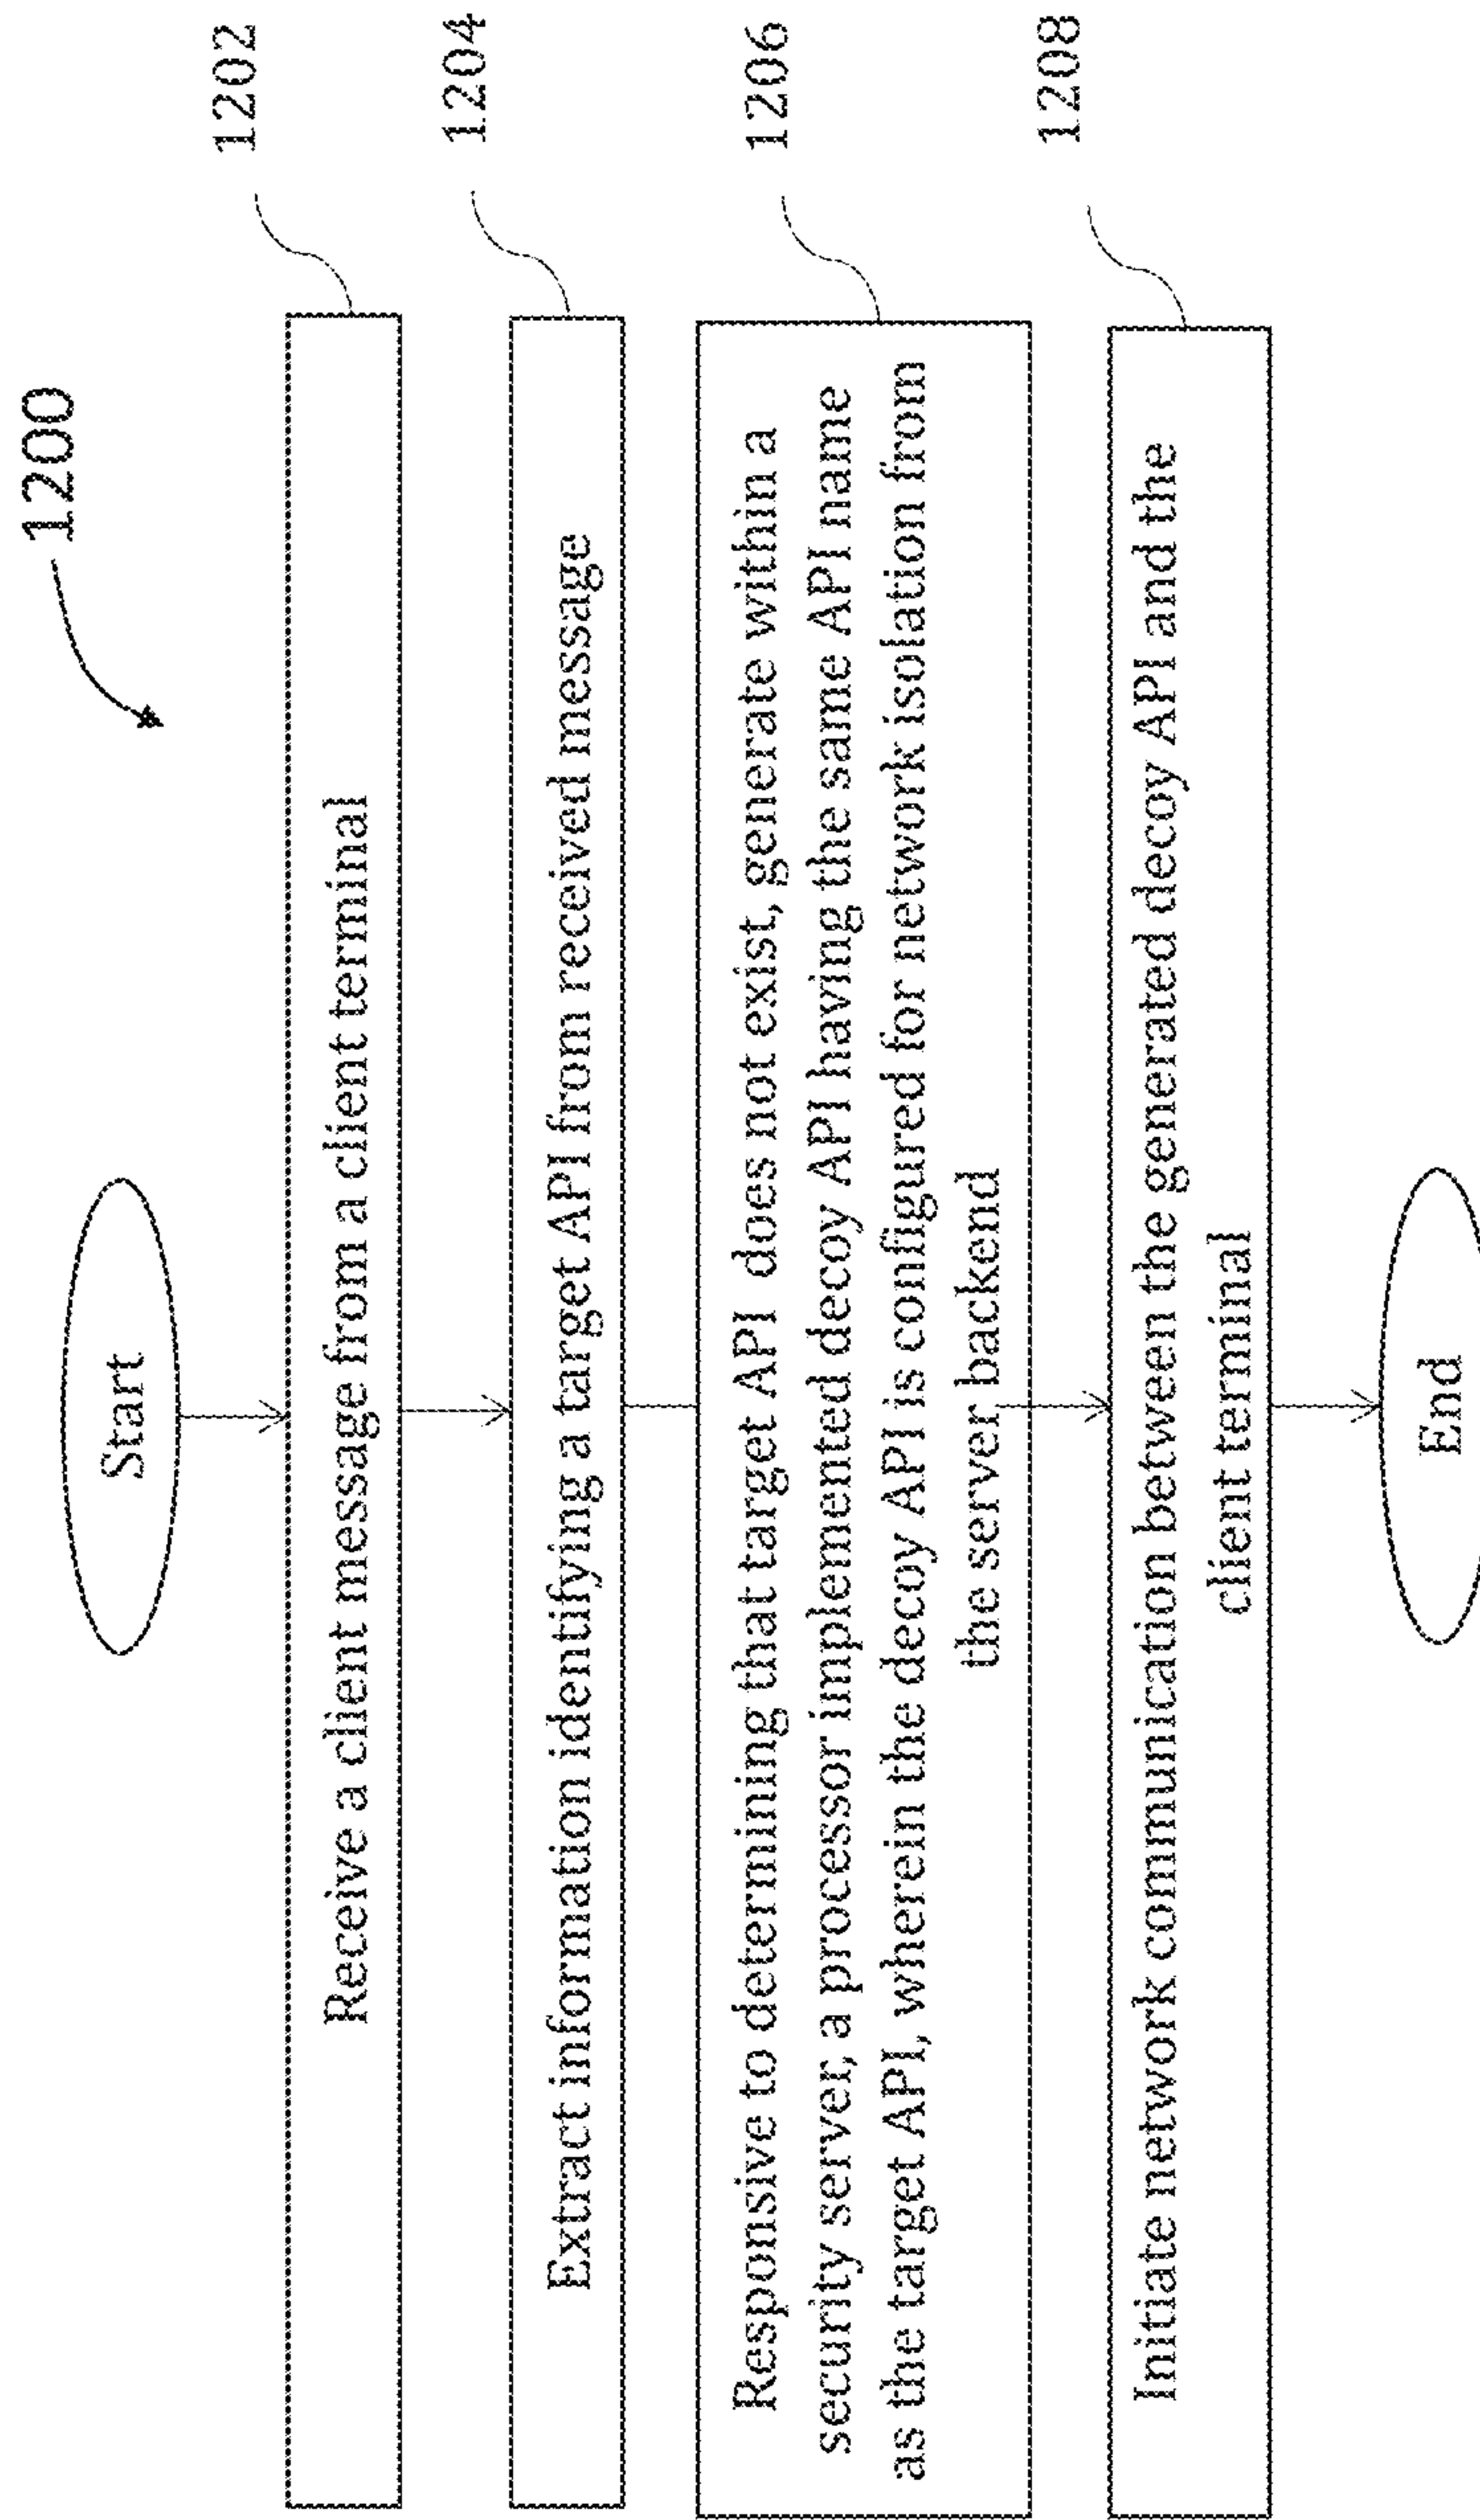 1200
Start
1202
Receive a client message from a client terminal
1204
Extract information identifying a target API from received message
1206
Responsive to determining that target API does not exist, generate within a
security server, a processor implemented decoy API having the same API name
as the target API, wherein the decoy API is configured for network isolation from
the server backend
1208
Initiate network communication between the generated decoy API and the
client terminal
End